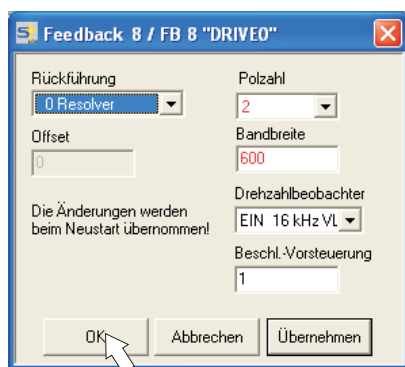 Feedback 8 / FB 8 "DRIVE0"
Rückführung
0 Resolver
Polzahl
2
Offset
0
Bandbreite
600
Die Änderungen werden
beim Neustart übernommen!
Drehzahlbeobachter
EIN 16 kHz VL
Beschl.-Vorsteuerung
1
OK
Abbrechen
Übernehmen